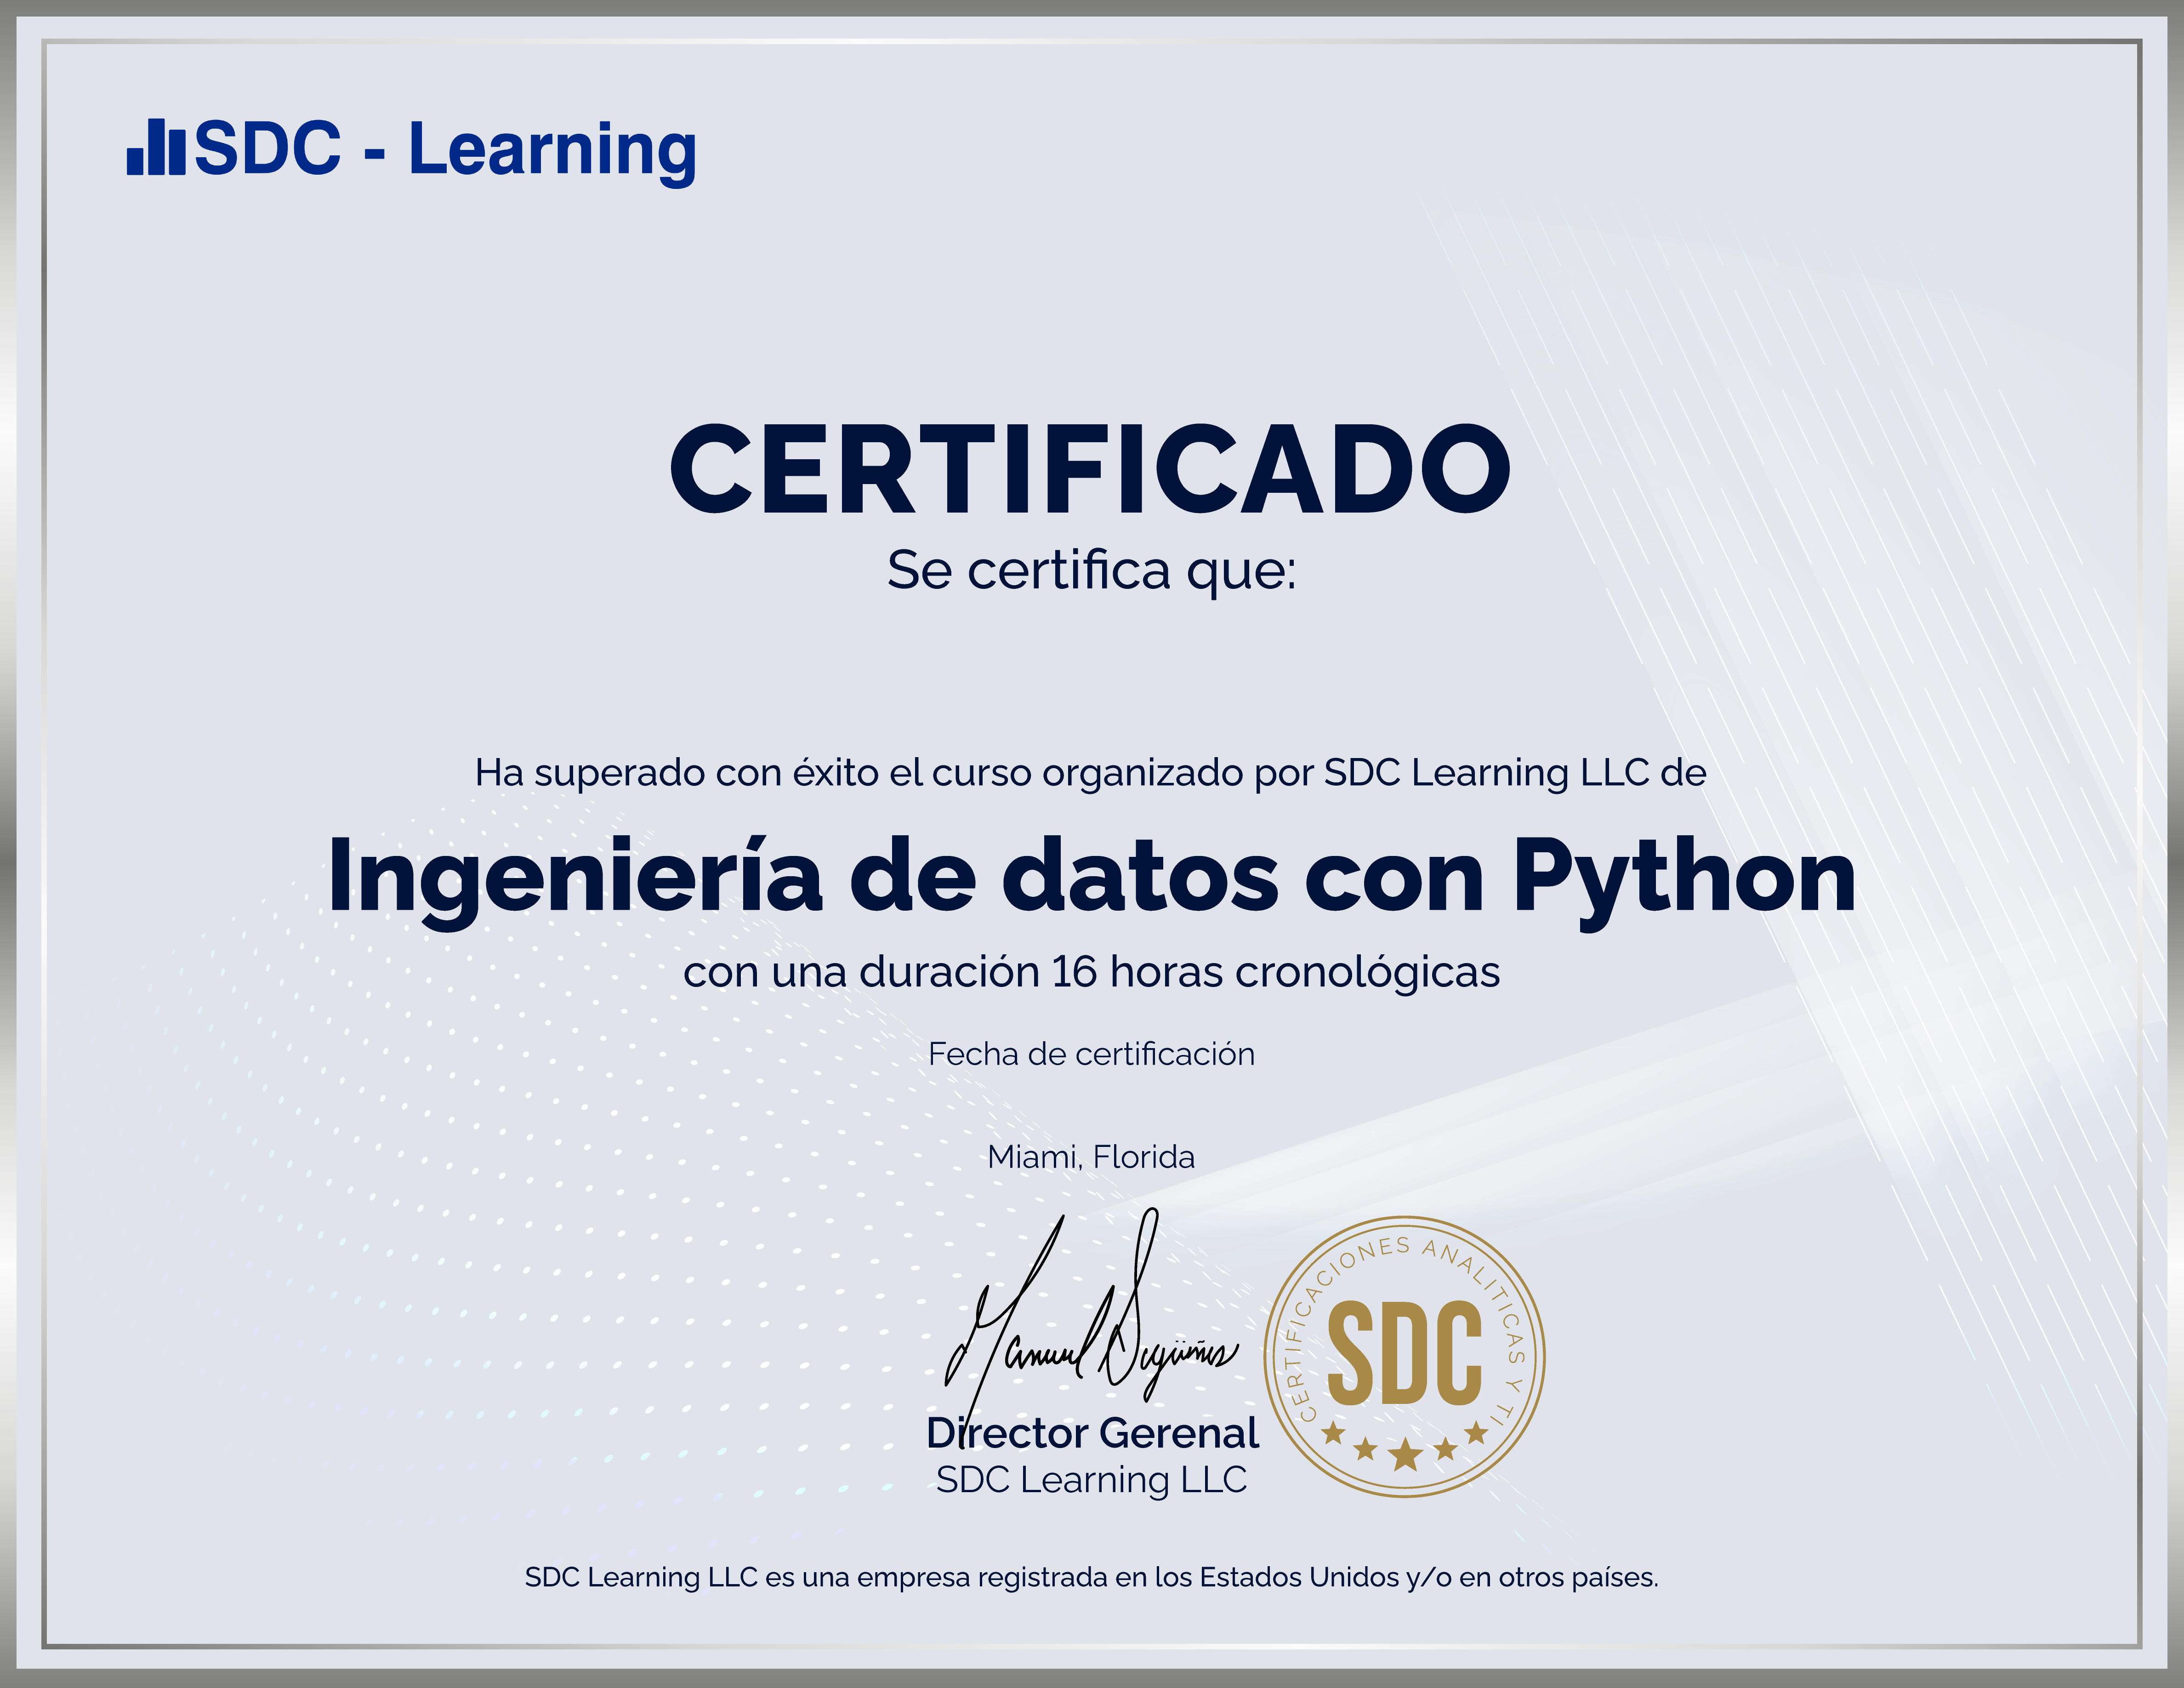 SDC - Learning
CERTIFICADO
Se certifica que:
Ha superado con éxito el curso organizado por SDC Learning LLC de
Ingeniería de datos con Python
con una duración 16 horas cronológicas
Fecha de certificación
Miami, Florida
CERTIFICACIONES ANALITICAS Y TI
SDC
Director Gerenal
SDC Learning LLC
SDC Learning LLC es una empresa registrada en los Estados Unidos y/o en otros países.